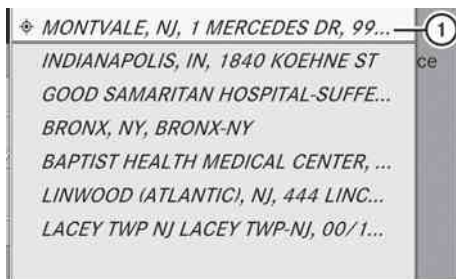 MONTVALE, NJ, 1 MERCEDES DR, 99... 1
INDIANAPOLIS, IN, 1840 KOEHNE ST ce
GOOD SAMARITAN HOSPITAL-SUFFE...
BRONX, NY, BRONX-NY
BAPTIST HEALTH MEDICAL CENTER, ...
LINWOOD (ATLANTIC), NJ, 444 LINC...
LACEY TWP NJ LACEY TWP-NJ, 00/1...